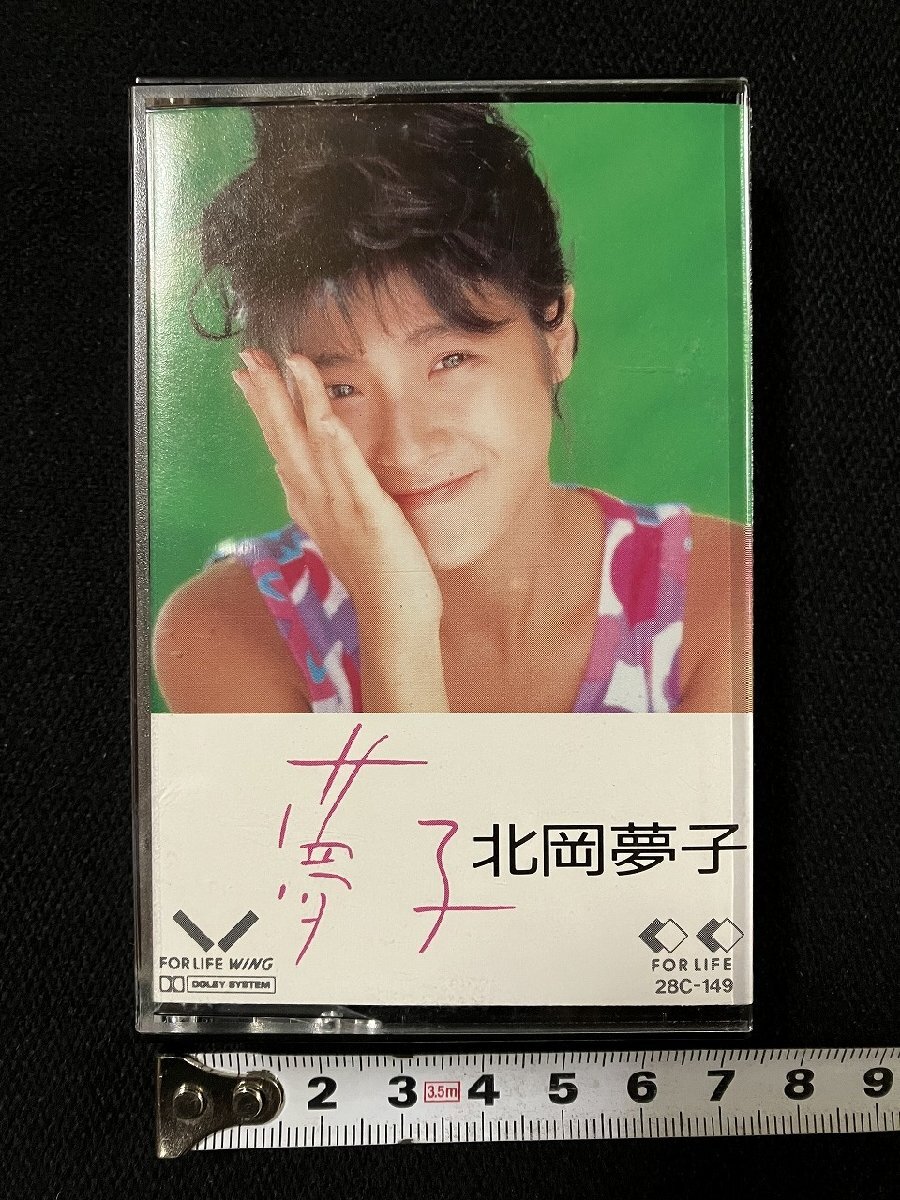 夢子
北岡夢子
FOR LIFE WING
DOLBY SYSTEM
FOR LIFE
28C-149
2 3 3.5m 4 5 6 7 8 9